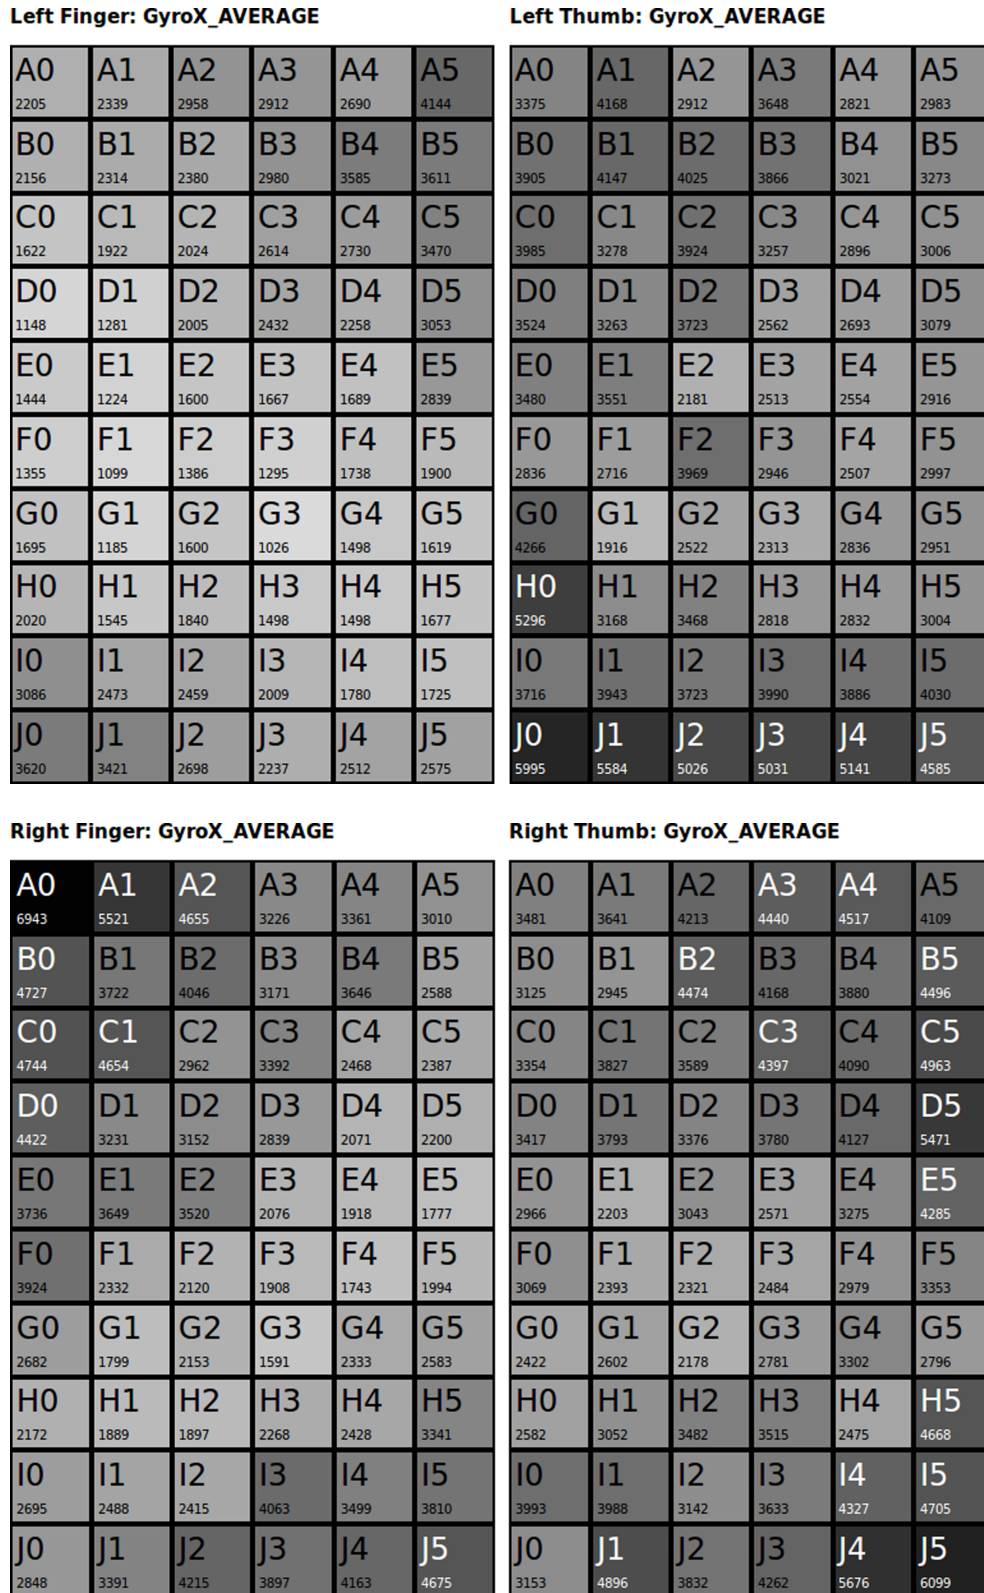 Left Finger: GyroX_AVERAGE
A0 A1 A2 A3 A4 A5
2205 2339 2958 2912 2690 4144
B0 B1 B2 B3 B4 B5
2156 2314 2380 2980 3585 3611
C0 C1 C2 C3 C4 C5
1622 1922 2024 2614 2730 3470
D0 D1 D2 D3 D4 D5
1148 1281 2005 2432 2258 3053
E0 E1 E2 E3 E4 E5
1444 1224 1600 1667 1689 2839
F0 F1 F2 F3 F4 F5
1355 1099 1386 1295 1738 1900
G0 G1 G2 G3 G4 G5
1695 1185 1600 1026 1498 1619
H0 H1 H2 H3 H4 H5
2020 1545 1840 1498 1498 1677
I0 I1 I2 I3 I4 I5
3086 2473 2459 2009 1780 1725
J0 J1 J2 J3 J4 J5
3620 3421 2698 2237 2512 2575
Left Thumb: GyroX_AVERAGE
A0 A1 A2 A3 A4 A5
3375 4168 2912 3648 2821 2983
B0 B1 B2 B3 B4 B5
3905 4147 4025 3866 3021 3273
C0 C1 C2 C3 C4 C5
3985 3278 3924 3257 2896 3006
D0 D1 D2 D3 D4 D5
3524 3263 3723 2562 2693 3079
E0 E1 E2 E3 E4 E5
3480 3551 2181 2513 2554 2916
F0 F1 F2 F3 F4 F5
2836 2716 3969 2946 2507 2997
G0 G1 G2 G3 G4 G5
4266 1916 2522 2313 2836 2951
H0 H1 H2 H3 H4 H5
5296 3168 3468 2818 2832 3004
I0 I1 I2 I3 I4 I5
3716 3943 3723 3990 3886 4030
J0 J1 J2 J3 J4 J5
5995 5584 5026 5031 5141 4585
Right Finger: GyroX_AVERAGE
A0 A1 A2 A3 A4 A5
6943 5521 4655 3226 3361 3010
B0 B1 B2 B3 B4 B5
4727 3722 4046 3171 3646 2588
C0 C1 C2 C3 C4 C5
4744 4654 2962 3392 2468 2387
D0 D1 D2 D3 D4 D5
4422 3231 3152 2839 2071 2200
E0 E1 E2 E3 E4 E5
3736 3649 3520 2076 1918 1777
F0 F1 F2 F3 F4 F5
3924 2332 2120 1908 1743 1994
G0 G1 G2 G3 G4 G5
2682 1799 2153 1591 2333 2583
H0 H1 H2 H3 H4 H5
2172 1889 1897 2268 2428 3341
I0 I1 I2 I3 I4 I5
2695 2488 2415 4063 3499 3810
J0 J1 J2 J3 J4 J5
2848 3391 4215 3897 4163 4675
Right Thumb: GyroX_AVERAGE
A0 A1 A2 A3 A4 A5
3481 3641 4213 4440 4517 4109
B0 B1 B2 B3 B4 B5
3125 2945 4474 4168 3880 4496
C0 C1 C2 C3 C4 C5
3354 3827 3589 4397 4090 4963
D0 D1 D2 D3 D4 D5
3417 3793 3376 3780 4127 5471
E0 E1 E2 E3 E4 E5
2966 2203 3043 2571 3275 4285
F0 F1 F2 F3 F4 F5
3069 2393 2321 2484 2979 3353
G0 G1 G2 G3 G4 G5
2422 2602 2178 2781 3302 2796
H0 H1 H2 H3 H4 H5
2582 3052 3482 3515 2475 4668
I0 I1 I2 I3 I4 I5
3993 3988 3142 3633 4327 4705
J0 J1 J2 J3 J4 J5
3153 4896 3832 4262 5676 6099